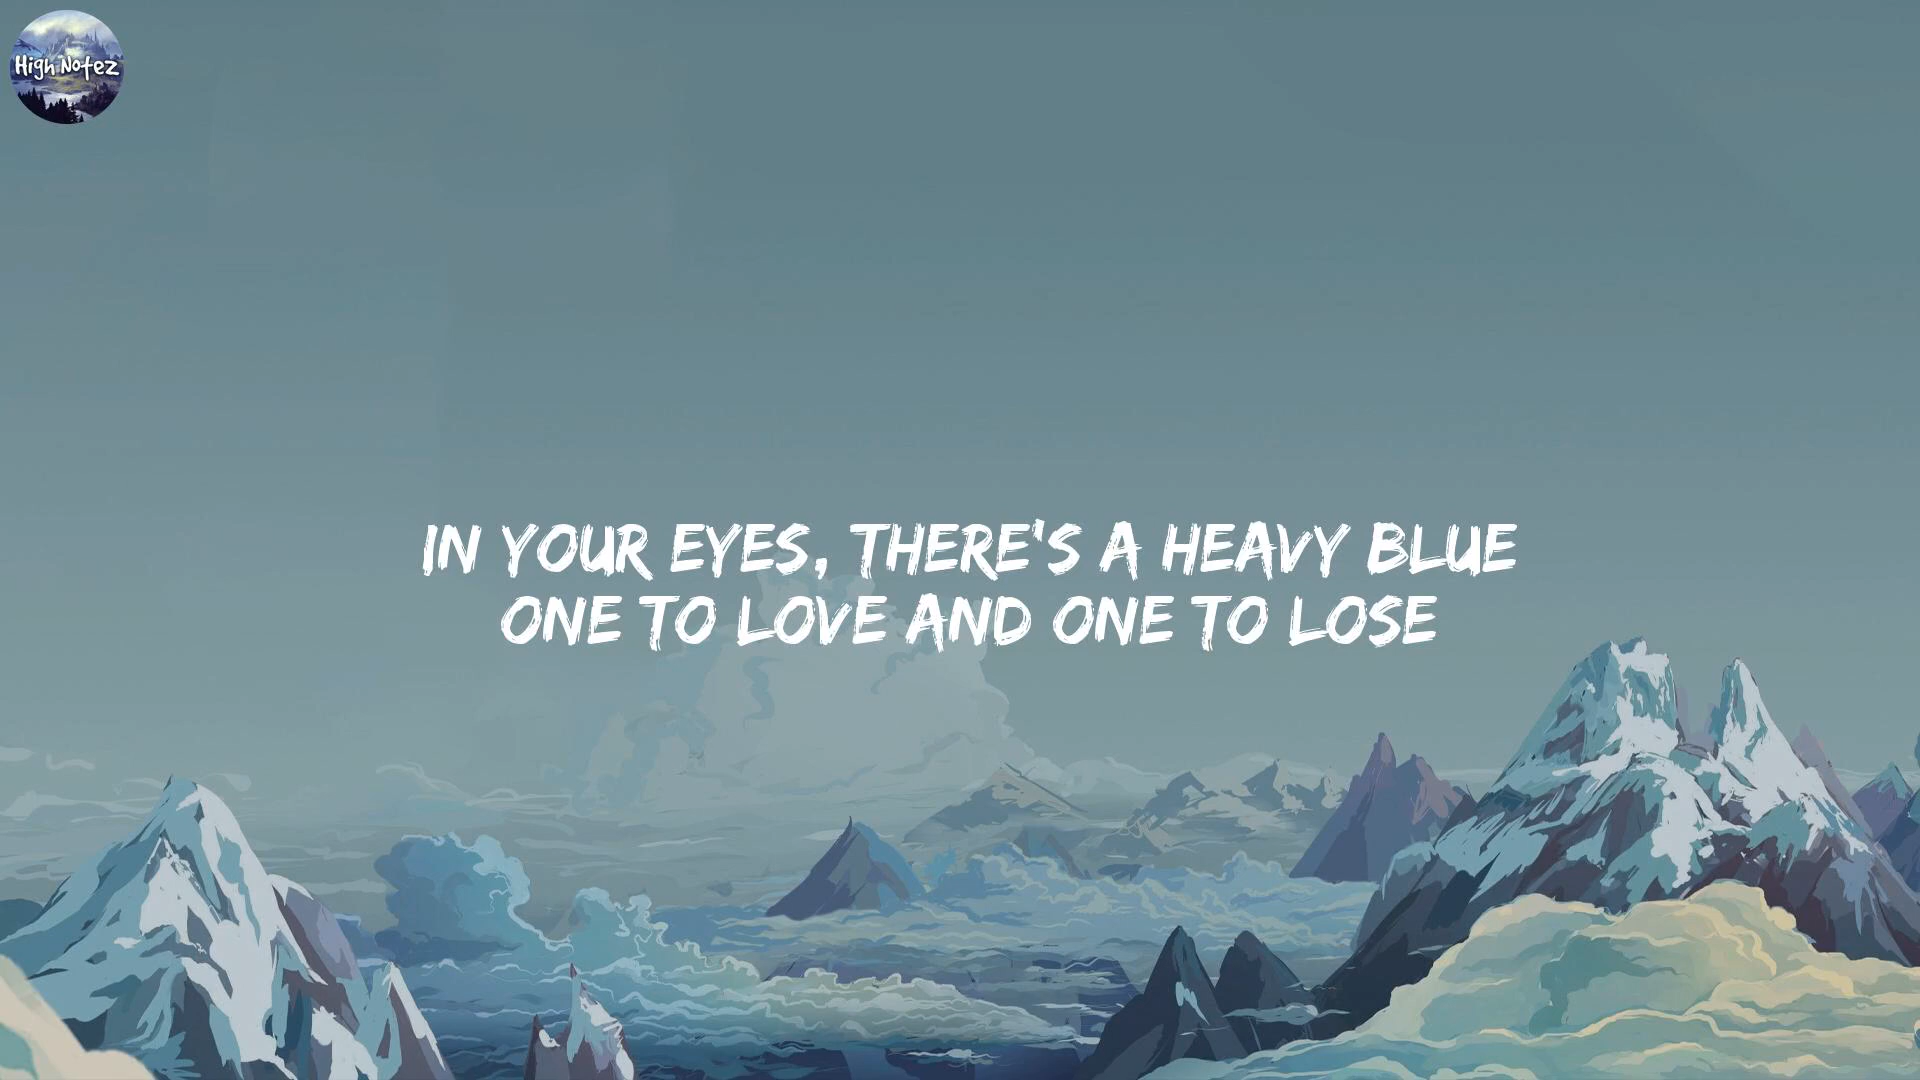 High Notez
IN YOUR EYES, THERE'S A HEAVY BLUE
ONE TO LOVE AND ONE TO LOSE